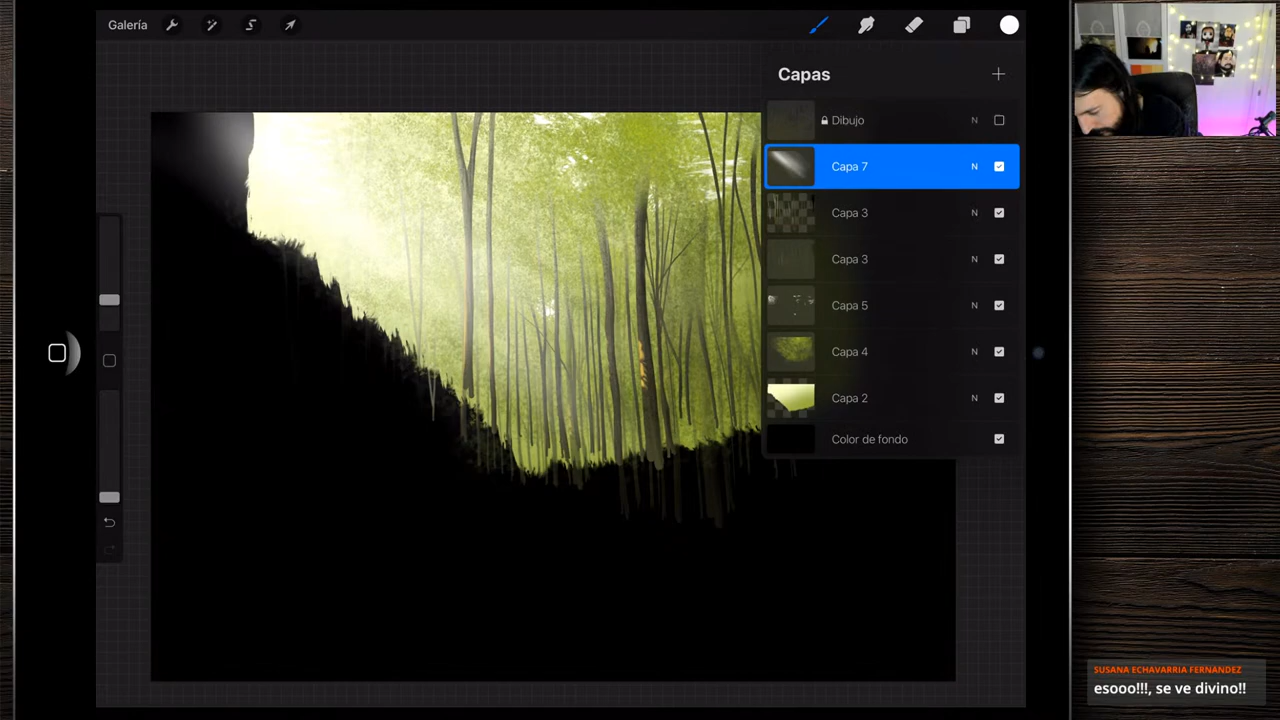 Galería
Capas
Dibujo N
Capa 7 N
Capa 3 N
Capa 3 N
Capa 5 N
Capa 4 N
Capa 2 N
Color de fondo
SUSANA ECHAVARRIA FERNANDEZ
esooo!!!, se ve divino!!